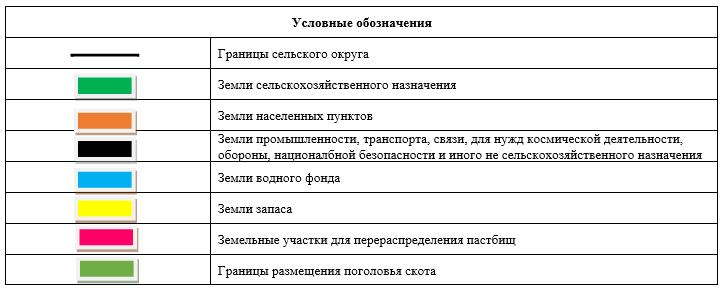 Условные обозначения
Границы сельского округа
Земли сельскохозяйственного назначения
Земли населенных пунктов
Земли промышленности, транспорта, связи, для нужд космической деятельности,
обороны, националбной безопасности и иного не сельскохозяйственного назначения
Земли водного фонда
Земли запаса
Земельные участки для перераспределения пастбищ
Границы размещения поголовья скота